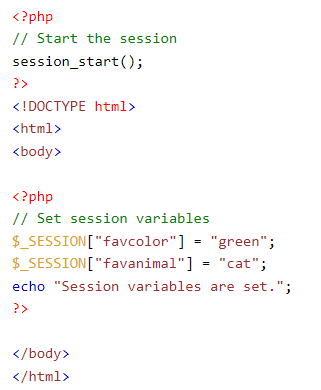 <?php
// Start the session
session_start();
?>
<!DOCTYPE html>
<html>
<body>
<?php
// Set session variables
$_SESSION["favcolor"] = "green";
$_SESSION["favanimal"] = "cat";
echo "Session variables are set.";
?>
</body>
</html>